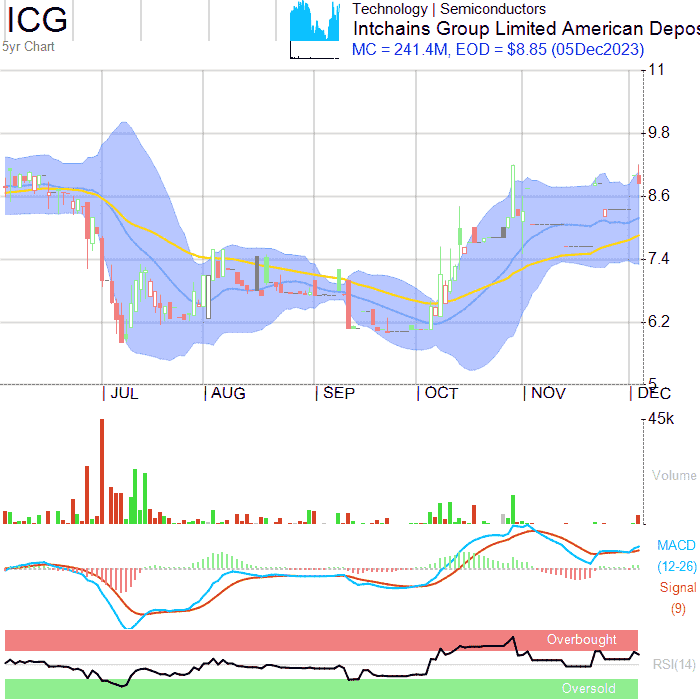 ICG
5yr Chart
Technology | Semiconductors
Intchains Group Limited American Depos
MC = 241.4M, EOD = $8.85 (05Dec2023)
11
9.8
8.6
7.4
6.2
5
JUL AUG SEP OCT NOV DEC
45k
Volume
MACD
(12-26)
Signal
(9)
Overbought
RSI(14)
Oversold